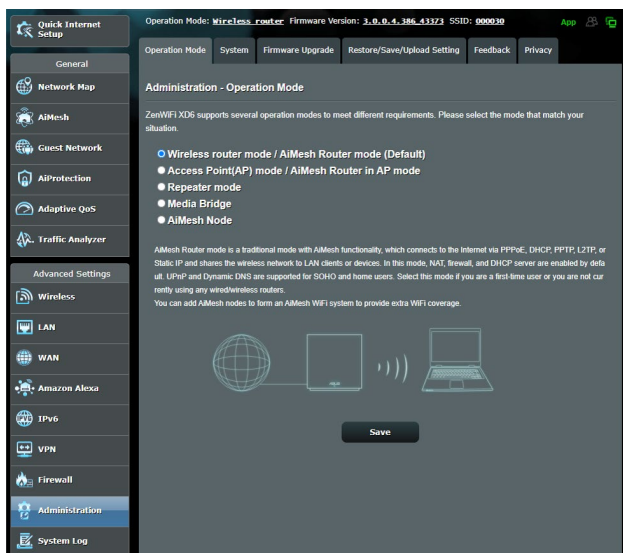 Quick Internet
Setup
Operation Mode: Wireless router Firmware Version: 3.0.0.4.386_43373 SSID: 000030 App
General
Network Map
AiMesh
Guest Network
AiProtection
Adaptive QoS
Traffic Analyzer
Advanced Settings
Wireless
LAN
WAN
Amazon Alexa
IPv6
VPN
Firewall
Administration
System Log
Operation Mode System Firmware Upgrade Restore/Save/Upload Setting Feedback Privacy
Administration - Operation Mode
ZenWiFi XD6 supports several operation modes to meet different requirements. Please select the mode that match your
situation.
Wireless router mode / AiMesh Router mode (Default)
Access Point(AP) mode / AiMesh Router in AP mode
Repeater mode
Media Bridge
AiMesh Node
AiMesh Router mode is a traditional mode with AiMesh functionality, which connects to the Internet via PPPoE, DHCP, PPTP, L2TP, or
Static IP and shares the wireless network to LAN clients or devices. In this mode, NAT, firewall, and DHCP server are enabled by defa
ult. UPnP and Dynamic DNS are supported for SOHO and home users. Select this mode if you are a first-time user or you are not cur
rently using any wired/wireless routers.
You can add AiMesh nodes to form an AiMesh WiFi system to provide extra WiFi coverage.
Save